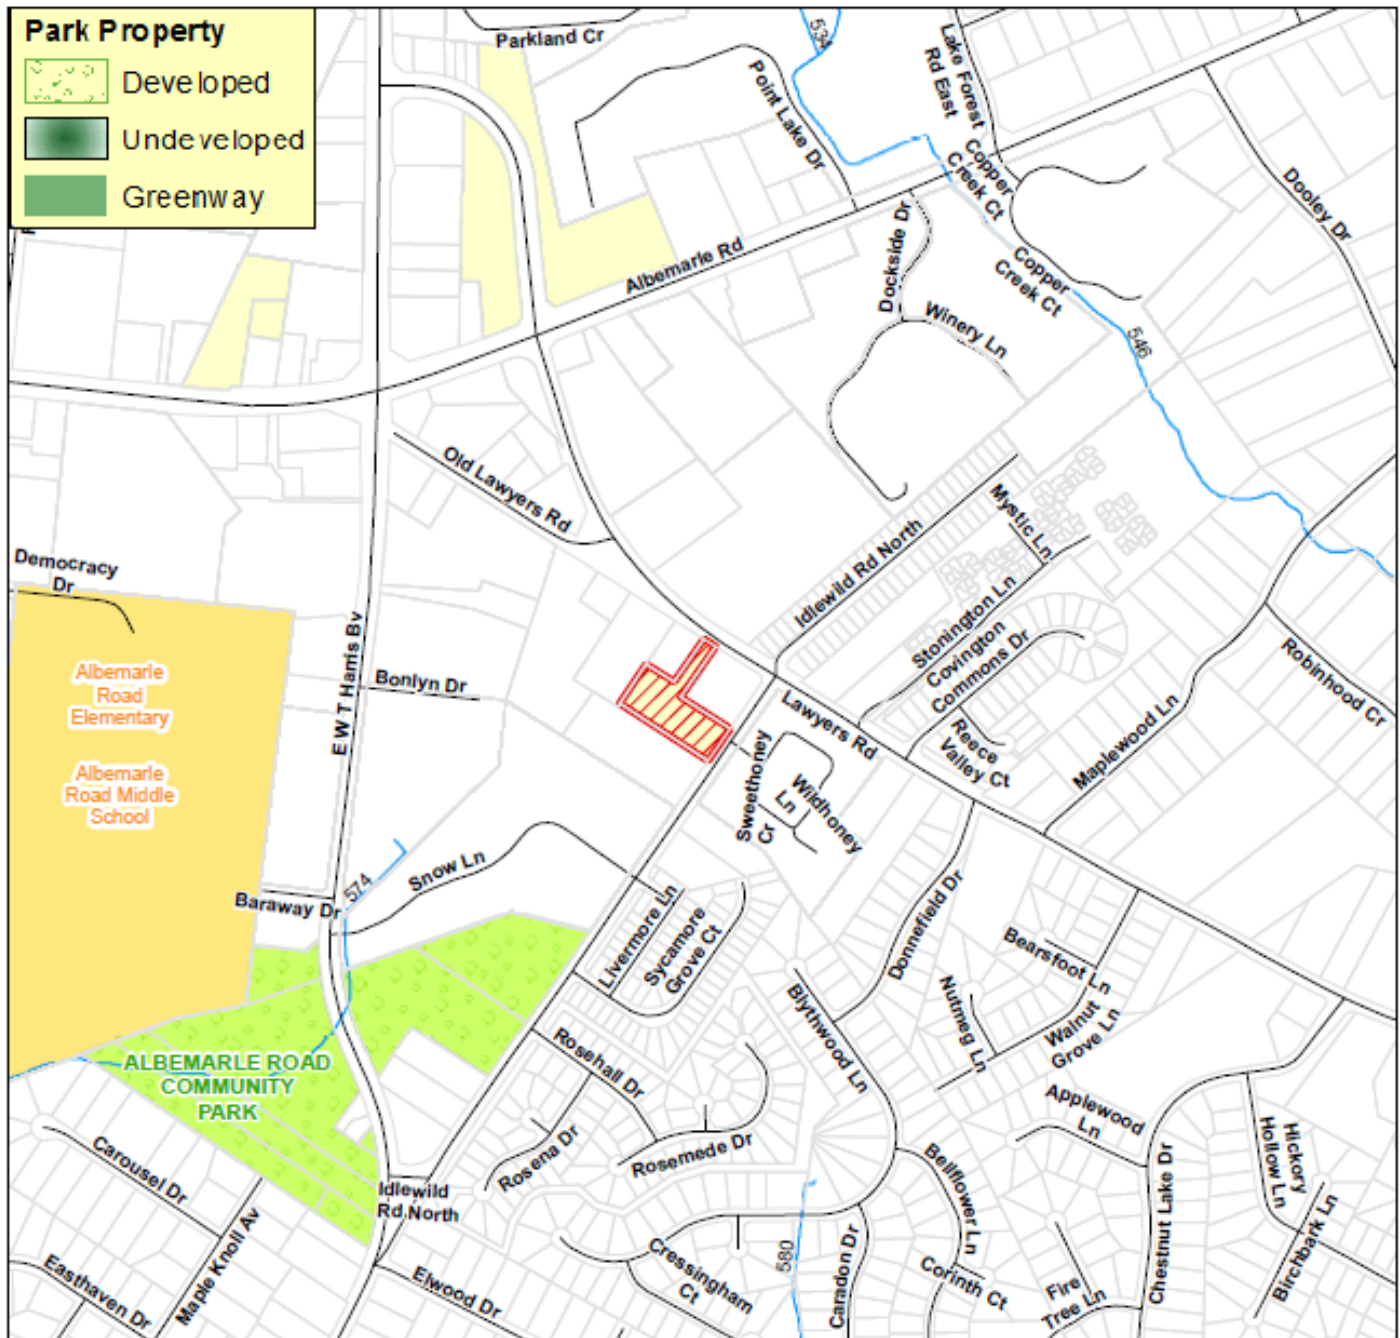 Park Property
Developed
Undeveloped
Greenway
Parkland Cr
534
Lake Forest
Rd East
Point Lake Dr
Copper
Creek Ct
Dooley Dr
Dockside Dr
Albemarle Rd
Copper
Creek Ct
Winery Ln
546
Old Lawyers Rd
Mystic Ln
Idlewild Rd North
Democracy
Dr
Stonington Ln
Covington
Commons Dr
Robinhood Cr
E W T Harris Bv
Albemarle
Road
Elementary
Bonlyn Dr
Lawyers Rd
Reece
Valley Ct
Maplewood Ln
Albemarle
Road Middle
School
Sweethoney
Cr
Wildhoney
Ln
Snow Ln
574
Baraway Dr
Livermore Ln
Sycamore
Grove Ct
Donnefield Dr
Bearsfoot Ln
Nutmeg Ln
Walnut
Grove Ln
Blythwood Ln
ALBEMARLE ROAD
COMMUNITY
PARK
Rosehall Dr
Applewood
Ln
Hickory
Hollow Ln
Carousel Dr
Rosena Dr
Rosemede Dr
Bellflower Ln
Chestnut Lake Dr
Idlewild
Rd North
Birchbark Ln
Maple Knoll Av
Easthaven Dr
Elwood Dr
Cressingham
Ct
580
Caradon Dr
Corinth Ct
Fire
Tree Ln